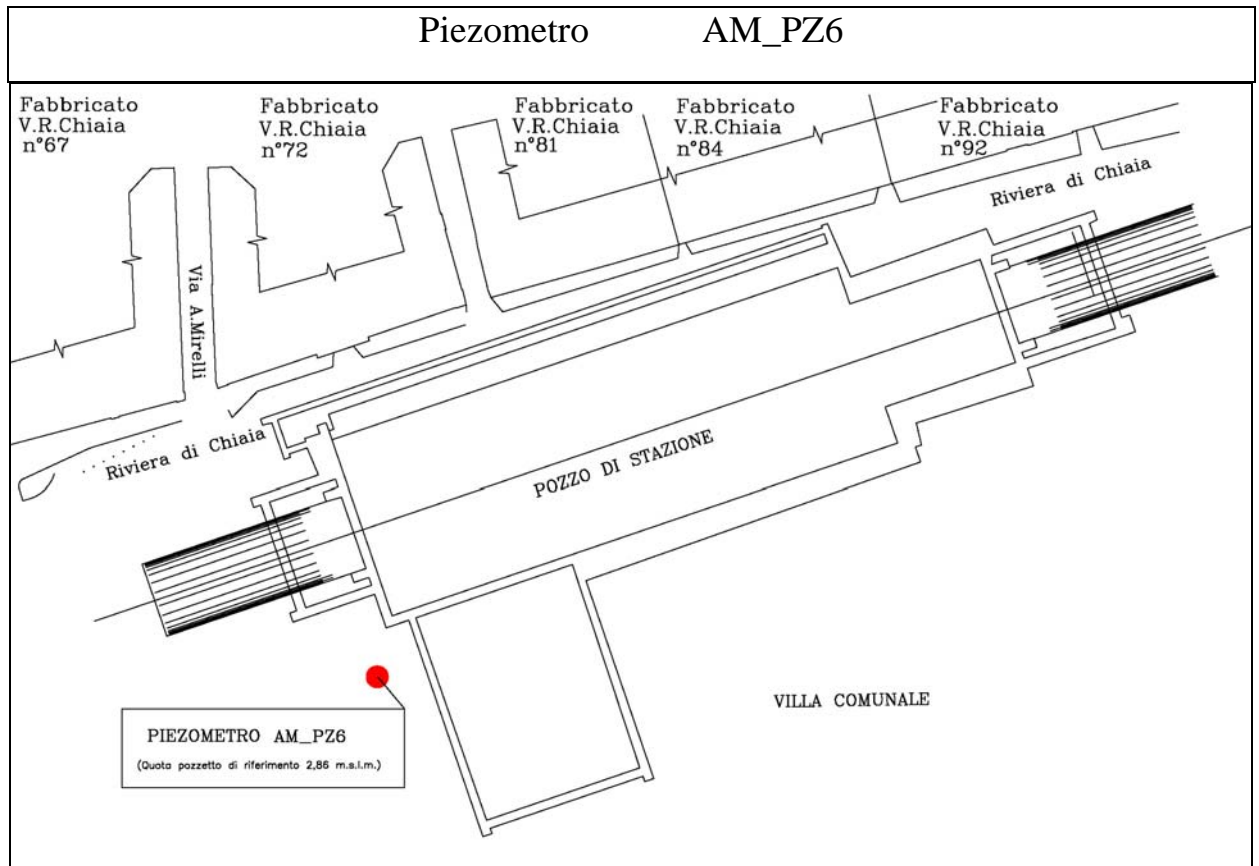 Piezometro AM_PZ6
Fabbricato
V.R.Chiaia
n°67
Fabbricato
V.R.Chiaia
n°72
Fabbricato
V.R.Chiaia
n°81
Fabbricato
V.R.Chiaia
n°84
Fabbricato
V.R.Chiaia
n°92
Riviera di Chiaia
Via A.Mirelli
Riviera di Chiaia
POZZO DI STAZIONE
VILLA COMUNALE
PIEZOMETRO AM_PZ6
(Quota pozzetto di riferimento 2,86 m.s.l.m.)